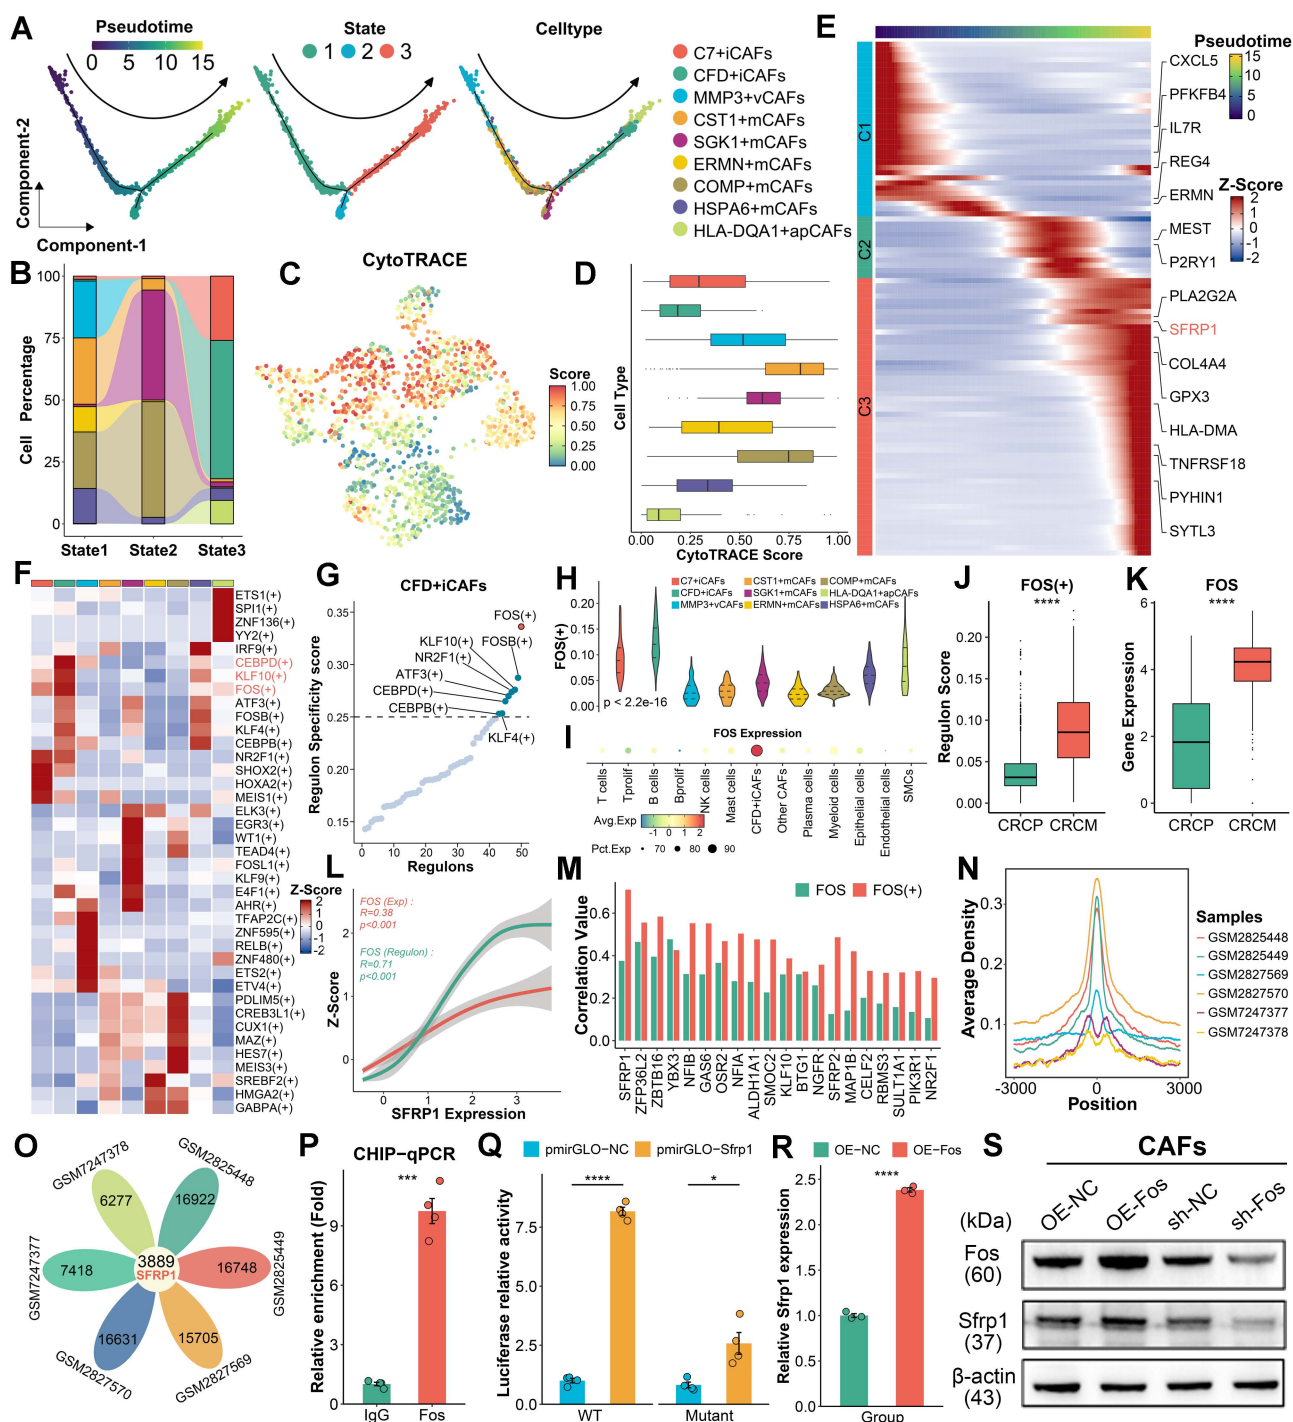 A
Pseudotime
0 5 10 15
State
1 2 3
Celltype
Component-2
Component-1
C7+iCAFs
CFD+iCAFs
MMP3+vCAFs
CST1+mCAFs
SGK1+mCAFs
ERMN+mCAFs
COMP+mCAFs
HSPA6+mCAFs
HLA-DQA1+apCAFs
B
Cell Percentage
100
75
50
25
0
State1 State2 State3
C
CytoTRACE
Score
1.00
0.75
0.50
0.25
0.00
D
Cell Type
0.00 0.25 0.50 0.75 1.00
CytoTRACE Score
E
C1
C2
C3
CXCL5
PFKFB4
IL7R
REG4
ERMN
MEST
P2RY1
PLA2G2A
SFRP1
COL4A4
GPX3
HLA-DMA
TNFRSF18
PYHIN1
SYTL3
Pseudotime
15
10
5
0
Z-Score
2
1
0
-1
-2
F
ETS1(+)
SPI1(+)
ZNF136(+)
YY2(+)
IRF9(+)
CEBPD(+)
KLF10(+)
FOS(+)
ATF3(+)
FOSB(+)
KLF4(+)
CEBPB(+)
NR2F1(+)
SHOX2(+)
HOXA2(+)
MEIS1(+)
ELK3(+)
EGR3(+)
WT1(+)
TEAD4(+)
FOSL1(+)
KLF9(+)
E4F1(+)
AHR(+)
TFAP2C(+)
ZNF595(+)
RELB(+)
ZNF480(+)
ETS2(+)
ETV4(+)
PDLIM5(+)
CREB3L1(+)
CUX1(+)
MAZ(+)
HES7(+)
MEIS3(+)
SREBF2(+)
HMGA2(+)
GABPA(+)
Z-Score
2
1
0
-1
-2
G
CFD+iCAFs
Regulon Specificity score
0.35
0.30
0.25
0.20
0.15
FOS(+)
KLF10(+)
FOSB(+)
NR2F1(+)
ATF3(+)
CEBPD(+)
CEBPB(+)
KLF4(+)
0 10 20 30 40 50
Regulons
H
C7+iCAFs
CFD+iCAFs
MMP3+vCAFs
CST1+mCAFs
SGK1+mCAFs
ERMN+mCAFs
COMP+mCAFs
HLA-DQA1+apCAFs
HSPA6+mCAFs
FOS(+)
0.20
0.15
0.10
0.05
0.00
p < 2.2e-16
I
FOS Expression
T cells
Tprolif
B cells
Bprolif
NK cells
Mast cells
CFD+iCAFs
Other CAFs
Plasma cells
Myeloid cells
Epithelial cells
Endothelial cells
SMCs
Avg.Exp
-1 0 1 2
Pct.Exp
70 80 90
J
FOS(+)
****
Regulon Score
0.20
0.15
0.10
0.05
0.00
CRCP CRCM
K
FOS
****
Gene Expression
6
4
2
0
CRCP CRCM
L
FOS (Exp) :
R=0.38
p<0.001
FOS (Regulon) :
R=0.71
p<0.001
Z-Score
2
1
0
0 1 2 3
SFRP1 Expression
M
FOS FOS(+)
Correlation Value
0.6
0.4
0.2
0.0
SFRP1
ZFP36L2
ZBTB16
YBX3
NFIB
GAS6
OSR2
NFIA
ALDH1A1
SMOC2
KLF10
BTG1
NGFR
SFRP2
MAP1B
CELF2
RBMS3
SULT1A1
PIK3R1
NR2F1
N
Average Density
0.3
0.2
0.1
-3000 0 3000
Position
Samples
GSM2825448
GSM2825449
GSM2827569
GSM2827570
GSM7247377
GSM7247378
O
GSM7247378
6277
GSM2825448
16922
GSM2825449
16748
GSM2827569
15705
GSM2827570
16631
GSM7247377
7418
3889
SFRP1
P
CHIP-qPCR
Relative enrichment (Fold)
***
9
6
3
0
IgG Fos
Q
pmirGLO-NC pmirGLO-Sfrp1
Luciferase relative activity
**** *
7.5
5.0
2.5
0.0
WT Mutant
R
OE-NC OE-Fos
Relative Sfrp1 expression
****
2.5
2.0
1.5
1.0
0.5
0.0
Group
S
CAFs
(kDa)
OE-NC OE-Fos sh-NC sh-Fos
Fos
(60)
Sfrp1
(37)
β-actin
(43)